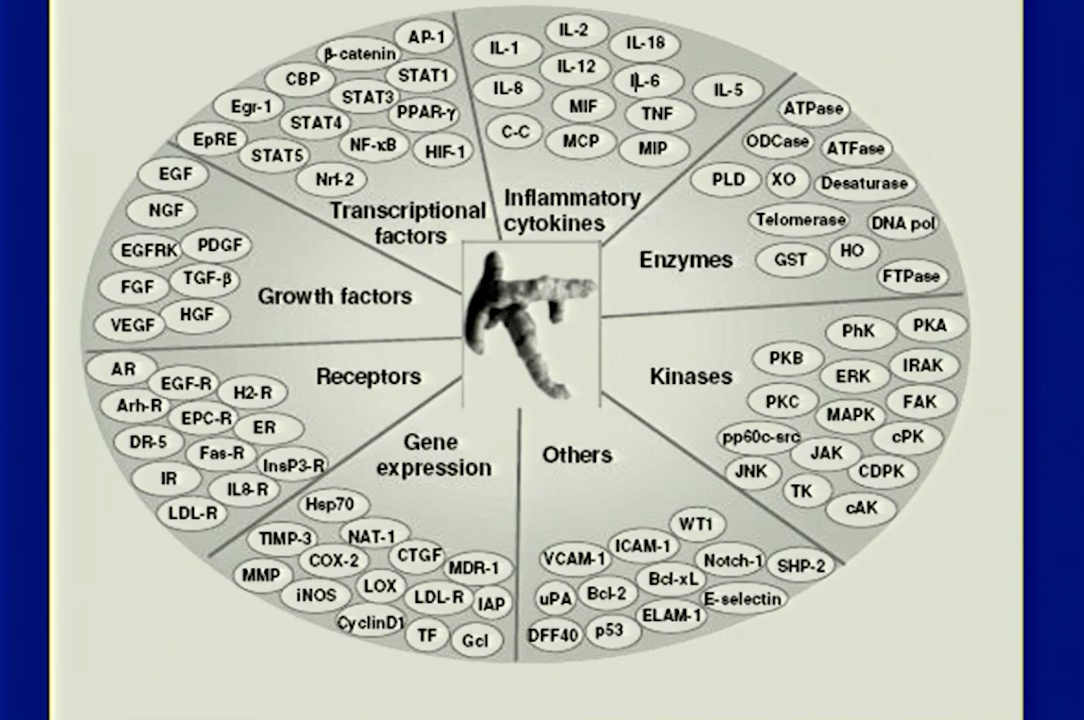 AP-1
β-catenin
CBP
STAT1
STAT3
Egr-1
PPAR-γ
STAT4
EpRE
NF-κB
HIF-1
STAT5
Nrf-2
Transcriptional
factors
IL-2
IL-1
IL-18
IL-12
IL-6
IL-8
IL-5
MIF
TNF
C-C
MCP
MIP
Inflammatory
cytokines
ATPase
ODCase
ATFase
PLD
XO
Desaturase
Telomerase
DNA pol
GST
HO
FTPase
Enzymes
EGF
NGF
EGFRK
PDGF
FGF
TGF-β
VEGF
HGF
Growth factors
AR
EGF-R
H2-R
Arh-R
EPC-R
ER
DR-5
Fas-R
InsP3-R
IR
IL8-R
LDL-R
Receptors
PhK
PKA
PKB
ERK
IRAK
PKC
MAPK
FAK
pp60c-src
cPK
JAK
JNK
CDPK
TK
cAK
Kinases
Gene
expression
Hsp70
TIMP-3
NAT-1
COX-2
CTGF
MDR-1
MMP
iNOS
LOX
LDL-R
IAP
CyclinD1
TF
Gcl
Others
WT1
VCAM-1
ICAM-1
Notch-1
SHP-2
Bcl-xL
uPA
Bcl-2
E-selectin
ELAM-1
DFF40
p53